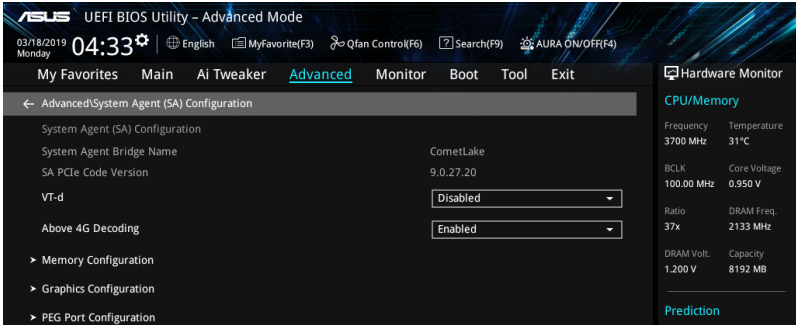 ASUS UEFI BIOS Utility – Advanced Mode
03/18/2019 Monday 04:33 English MyFavorite(F3) Qfan Control(F6) ? Search(F9) AURA ON/OFF(F4)
My Favorites Main Ai Tweaker Advanced Monitor Boot Tool Exit
← Advanced\System Agent (SA) Configuration
System Agent (SA) Configuration
System Agent Bridge Name CometLake
SA PCIe Code Version 9.0.27.20
VT-d Disabled
Above 4G Decoding Enabled
> Memory Configuration
> Graphics Configuration
> PEG Port Configuration
Hardware Monitor
CPU/Memory
Frequency Temperature
3700 MHz 31°C
BCLK Core Voltage
100.00 MHz 0.950 V
Ratio DRAM Freq.
37x 2133 MHz
DRAM Volt. Capacity
1.200 V 8192 MB
Prediction